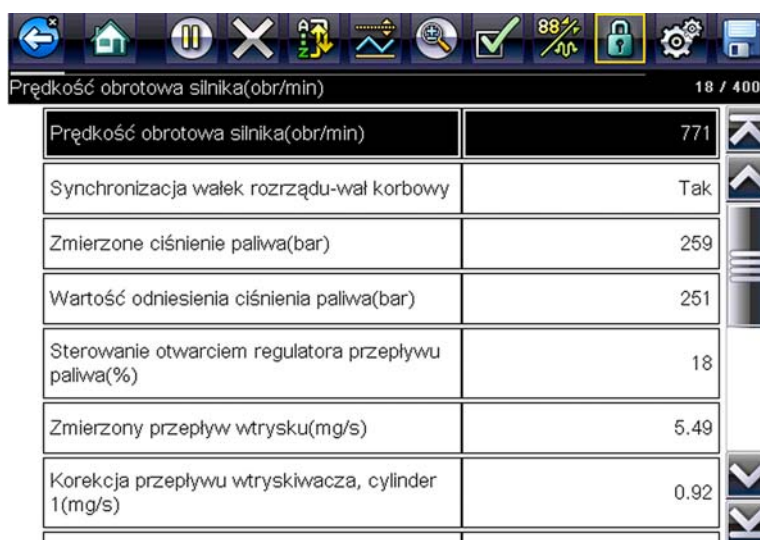 Prędkość obrotowa silnika(obr/min) 18 / 400
Prędkość obrotowa silnika(obr/min) 771
Synchronizacja wałek rozrządu-wał korbowy Tak
Zmierzone ciśnienie paliwa(bar) 259
Wartość odniesienia ciśnienia paliwa(bar) 251
Sterowanie otwarciem regulatora przepływu
paliwa(%) 18
Zmierzony przepływ wtrysku(mg/s) 5.49
Korekcja przepływu wtryskiwacza, cylinder
1(mg/s) 0.92